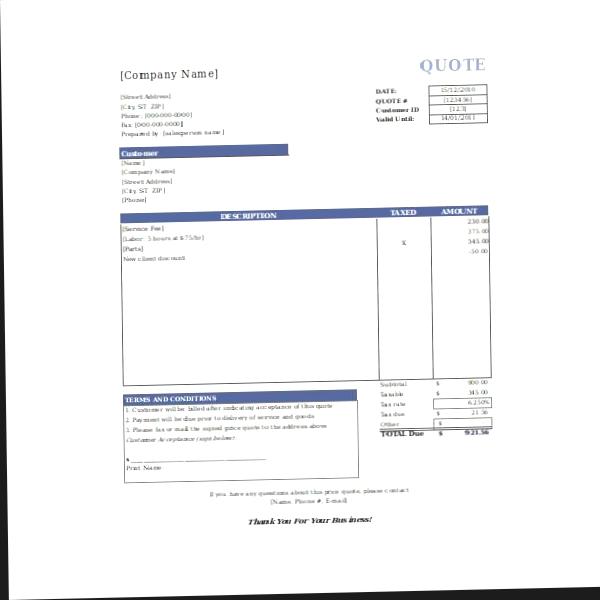 [Company Name]
QUOTE
[Street Address]
[City, ST ZIP]
Phone: [000-000-0000]
Fax: [000-000-0000]
Prepared by: [salesperson name]
DATE: 15/12/2010
QUOTE # [123456]
Customer ID [123]
Valid Until: 14/01/2011
Customer
[Name]
[Company Name]
[Street Address]
[City, ST ZIP]
[Phone]
DESCRIPTION TAXED AMOUNT
[Service Fee] 230.00
[Labor: 5 hours at $75/hr] 375.00
[Parts] X 345.00
New client discount -50.00
Subtotal $ 900.00
Taxable $ 345.00
Tax rate 6.250%
Tax due $ 21.56
Other $
TOTAL Due $ 921.56
TERMS AND CONDITIONS
1. Customer will be billed after indicating acceptance of this quote
2. Payment will be due prior to delivery of service and goods
3. Please fax or mail the signed price quote to the address above
Customer Acceptance (sign below):
Print Name:
If you have any questions about this price quote, please contact
[Name, Phone #, E-mail]
Thank You For Your Business!